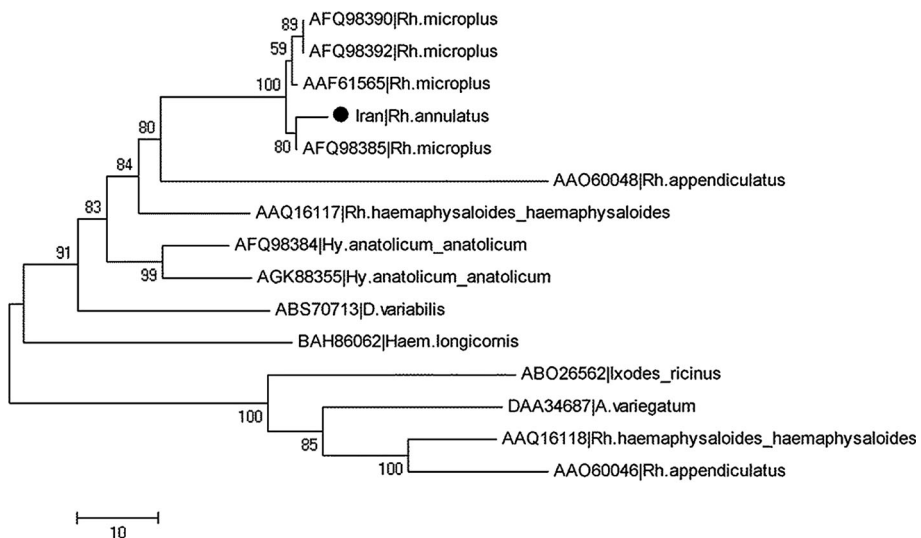 AFQ98390|Rh.microplus
89
AFQ98392|Rh.microplus
59
AAF61565|Rh.microplus
100
Iran|Rh.annulatus
80
AFQ98385|Rh.microplus
80
AAO60048|Rh.appendiculatus
84
AAQ16117|Rh.haemaphysaloides_haemaphysaloides
83
AFQ98384|Hy.anatolicum_anatolicum
99
AGK88355|Hy.anatolicum_anatolicum
91
ABS70713|D.variabilis
BAH86062|Haem.longicornis
ABO26562|Ixodes_ricinus
100
DAA34687|A.variegatum
85
AAQ16118|Rh.haemaphysaloides_haemaphysaloides
100
AAO60046|Rh.appendiculatus
10